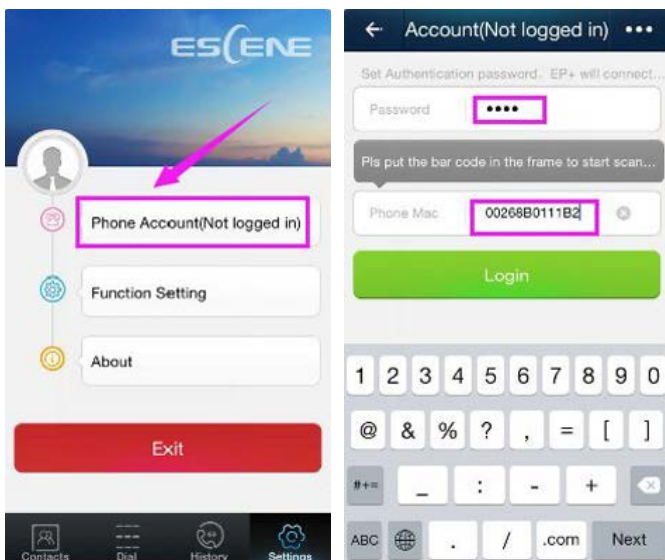 ESCENE
Phone Account(Not logged in)
Function Setting
About
Exit
Contacts
Dial
History
Settings
Account(Not logged in)
Set Authentication password. EP+ will connect...
Password
••••
Pls put the bar code in the frame to start scan...
Phone Mac
00268B0111B2
Login
1 2 3 4 5 6 7 8 9 0
@ & % ? , = [ ]
#+= _ : - +
ABC . / .com Next